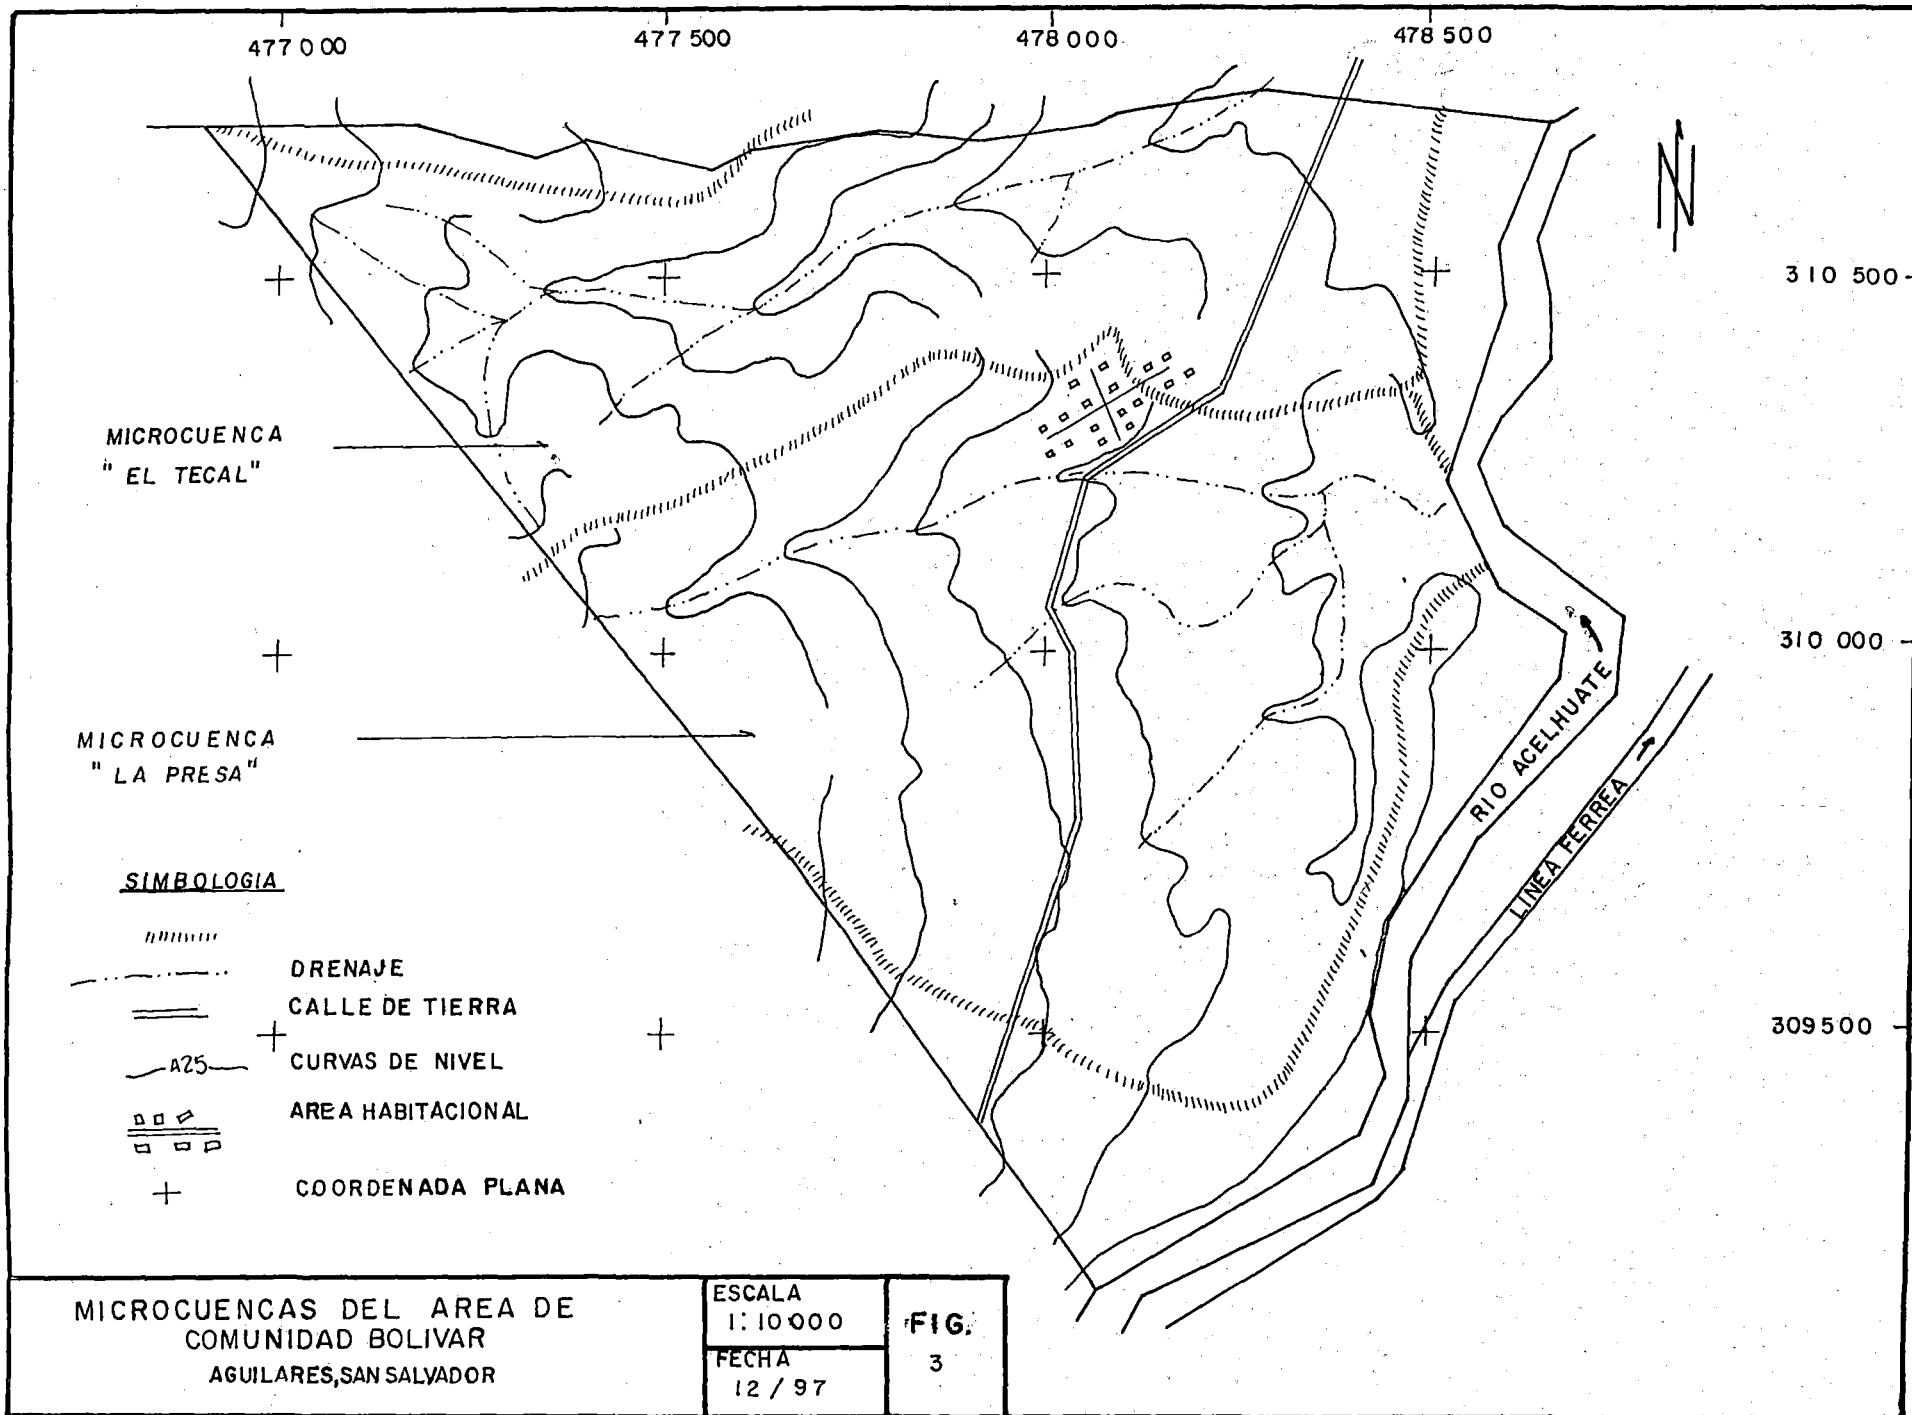 477 000
477 500
478 000
478 500
N
310 500
MICROCUENCA
" EL TECAL"
310 000
MICROCUENCA
" LA PRESA"
RIO ACELHUATE
LINEA FERREA
SIMBOLOGIA
DRENAJE
CALLE DE TIERRA
309500
A25
CURVAS DE NIVEL
AREA HABITACIONAL
COORDENADA PLANA
MICROCUENCAS DEL AREA DE
COMUNIDAD BOLIVAR
AGUILARES, SAN SALVADOR
ESCALA
1:10000
FECHA
12 / 97
FIG.
3